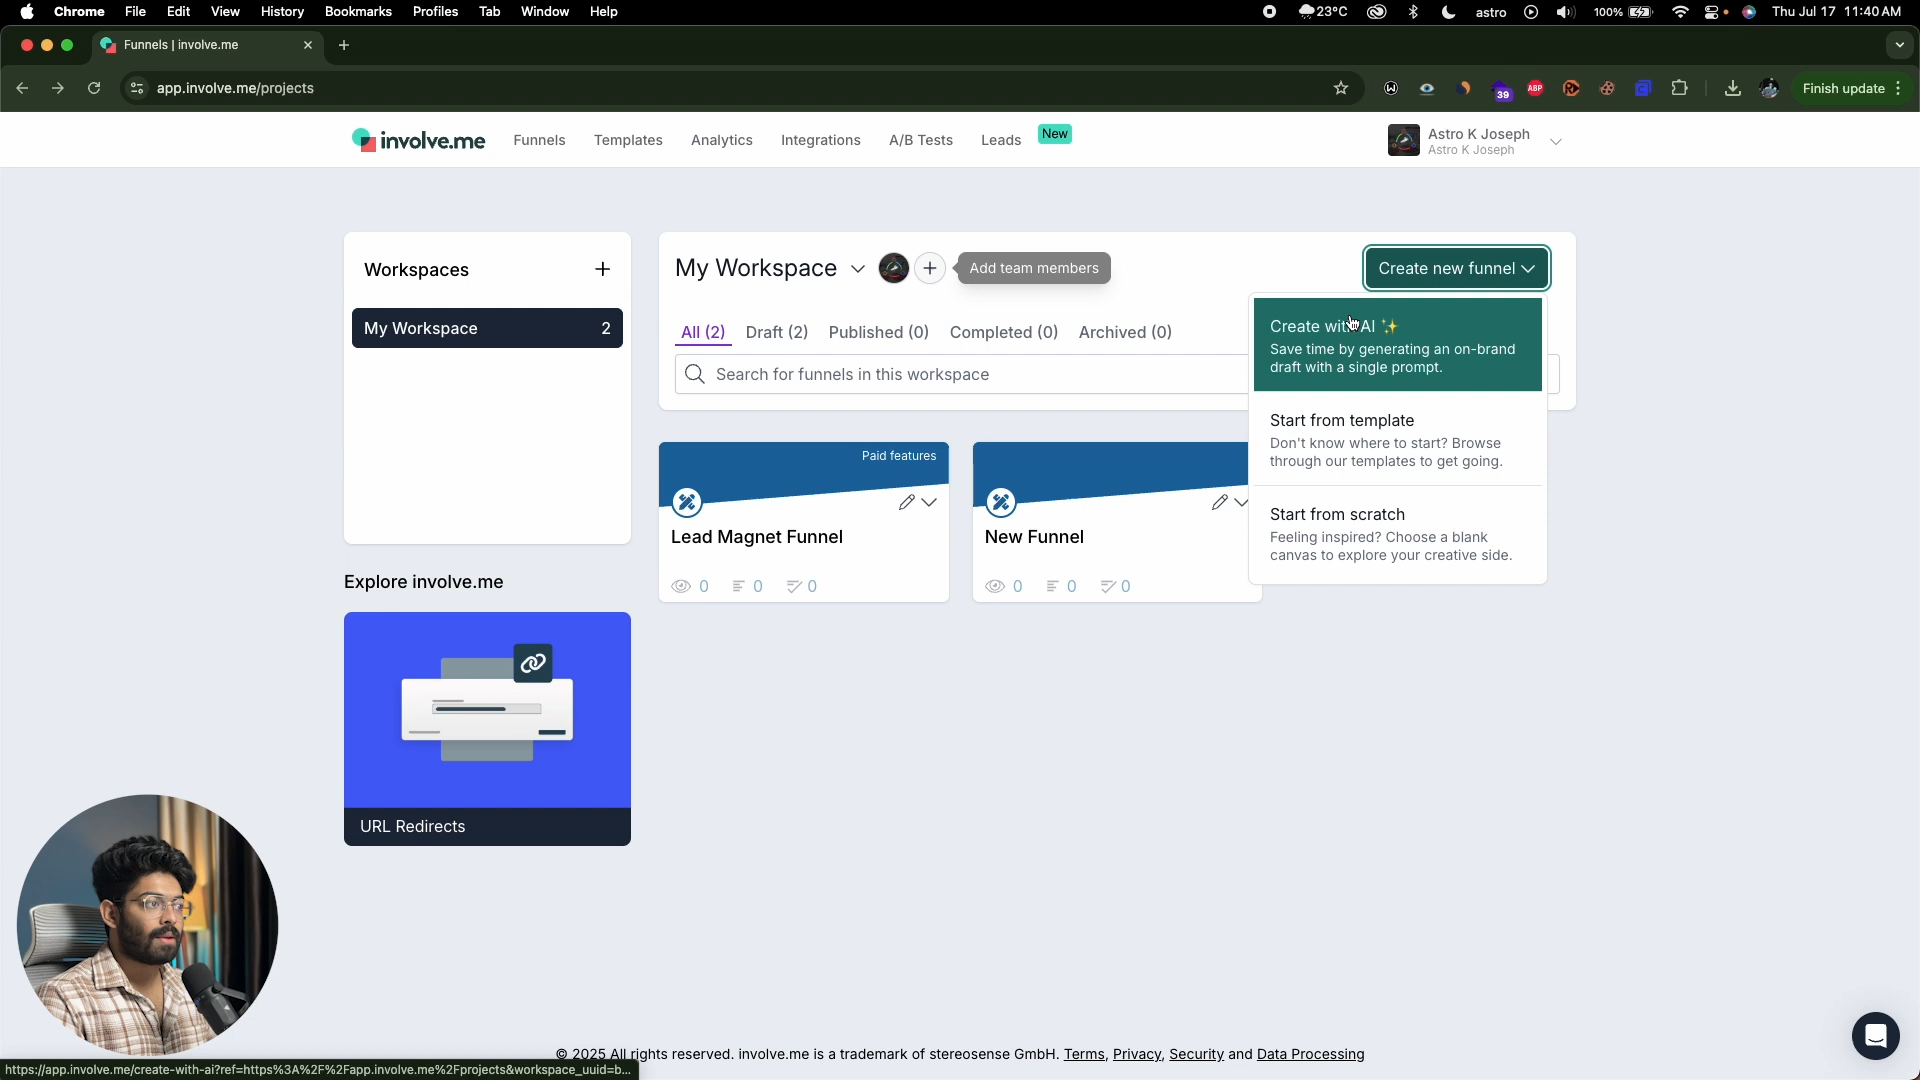 Chrome File Edit View History Bookmarks Profiles Tab Window Help 23°C astro 100% Thu Jul 17 11:40 AM
Funnels | involve.me
app.involve.me/projects 39 ABP Finish update
involve.me Funnels Templates Analytics Integrations A/B Tests Leads New
Astro K Joseph
Astro K Joseph
Workspaces
My Workspace 2
Explore involve.me
URL Redirects
My Workspace Add team members Create new funnel
All (2) Draft (2) Published (0) Completed (0) Archived (0)
Search for funnels in this workspace
Create with AI ✨
Save time by generating an on-brand
draft with a single prompt.
Start from template
Don't know where to start? Browse
through our templates to get going.
Start from scratch
Feeling inspired? Choose a blank
canvas to explore your creative side.
Paid features
Lead Magnet Funnel
0 0 0
New Funnel
0 0 0
© 2025 All rights reserved. involve.me is a trademark of stereosense GmbH. Terms, Privacy, Security and Data Processing
https://app.involve.me/create-with-ai?ref=https%3A%2F%2Fapp.involve.me%2Fprojects&workspace_uuid=b...